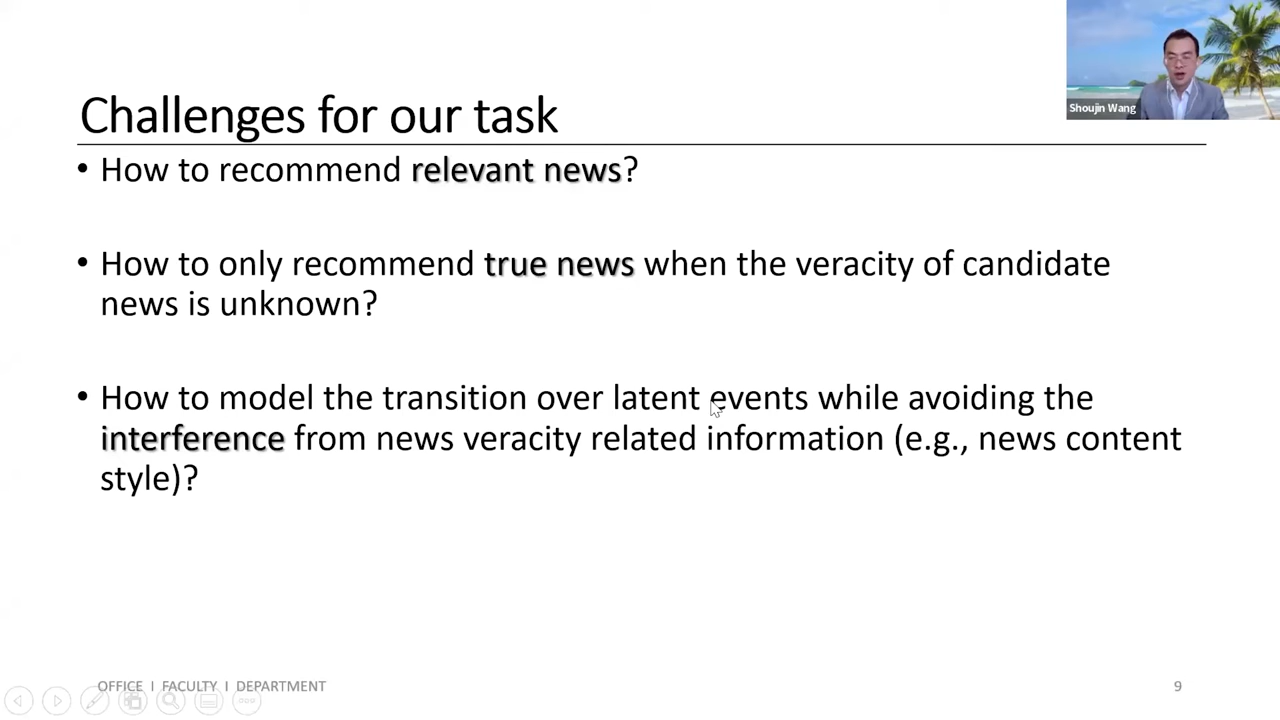 Shoujin Wang
Challenges for our task
• How to recommend relevant news?
• How to only recommend true news when the veracity of candidate
news is unknown?
• How to model the transition over latent events while avoiding the
interference from news veracity related information (e.g., news content
style)?
OFFICE I FACULTY I DEPARTMENT
9